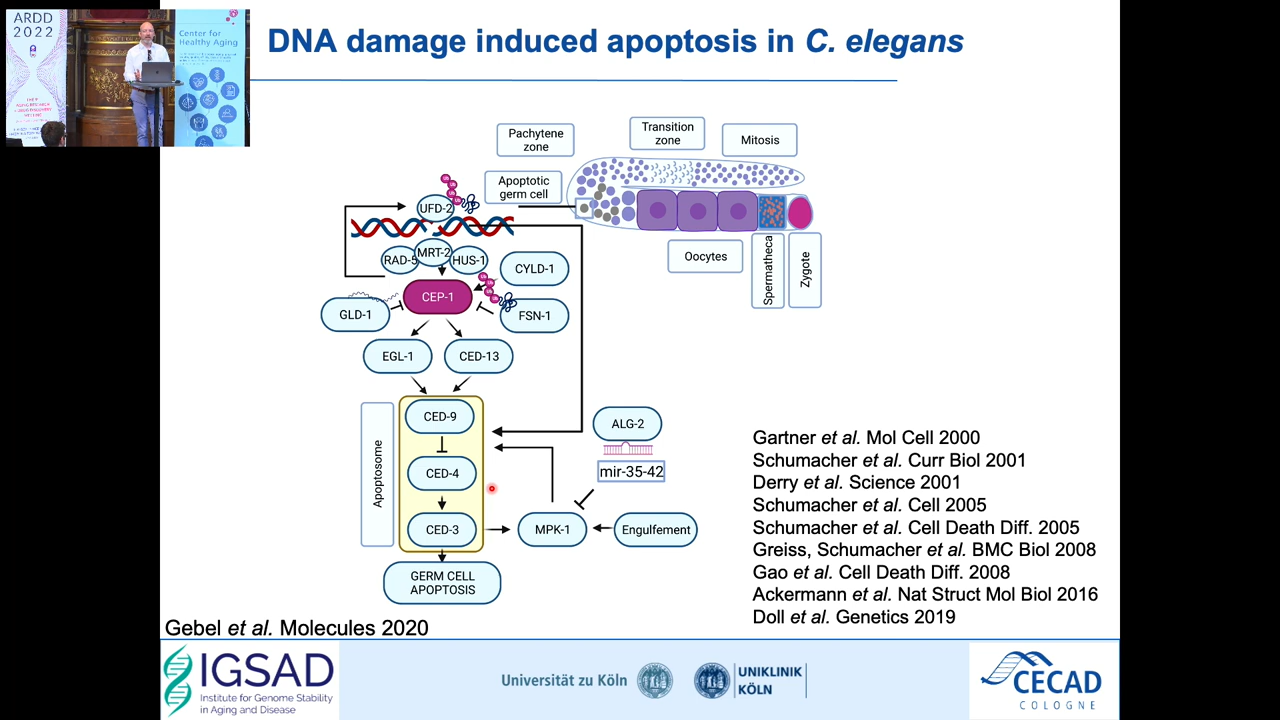 ARDD
2022
Center for
Healthy Aging
DNA damage induced apoptosis in C. elegans
Pachytene
zone
Transition
zone
Mitosis
Apoptotic
germ cell
Oocytes
Spermatheca
Zygote
Ub
Ub
Ub
UFD-2
RAD-5
MRT-2
HUS-1
CYLD-1
Ub
Ub
Ub
CEP-1
GLD-1
FSN-1
EGL-1
CED-13
Apoptosome
CED-9
CED-4
CED-3
ALG-2
mir-35-42
MPK-1
Engulfement
GERM CELL
APOPTOSIS
Gartner et al. Mol Cell 2000
Schumacher et al. Curr Biol 2001
Derry et al. Science 2001
Schumacher et al. Cell 2005
Schumacher et al. Cell Death Diff. 2005
Greiss, Schumacher et al. BMC Biol 2008
Gao et al. Cell Death Diff. 2008
Ackermann et al. Nat Struct Mol Biol 2016
Doll et al. Genetics 2019
Gebel et al. Molecules 2020
IGSAD
Institute for Genome Stability
in Aging and Disease
Universität zu Köln
UNIKLINIK
KÖLN
CECAD
COLOGNE